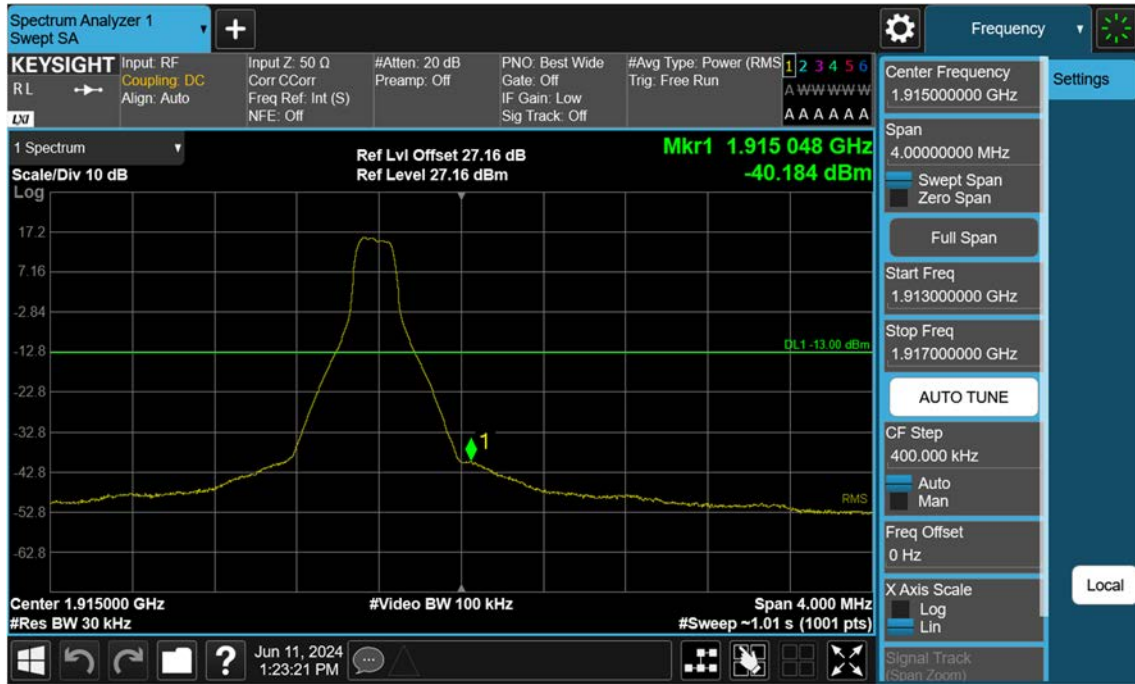 Spectrum Analyzer 1
Swept SA
+
Frequency
KEYSIGHT
RL
LXI
Input: RF
Coupling: DC
Align: Auto
Input Z: 50 Ω
Corr CCorr
Freq Ref: Int (S)
NFE: Off
#Atten: 20 dB
Preamp: Off
PNO: Best Wide
Gate: Off
IF Gain: Low
Sig Track: Off
#Avg Type: Power (RMS
Trig: Free Run
1 2 3 4 5 6
A W W W W W
A A A A A A
1 Spectrum
Scale/Div 10 dB
Ref Lvl Offset 27.16 dB
Ref Level 27.16 dBm
Mkr1 1.915 048 GHz
-40.184 dBm
Log
17.2
7.16
-2.84
-12.8
-22.8
-32.8
-42.8
-52.8
-62.8
DL1 -13.00 dBm
1
RMS
Center 1.915000 GHz
#Res BW 30 kHz
#Video BW 100 kHz
Span 4.000 MHz
#Sweep ~1.01 s (1001 pts)
Center Frequency
1.915000000 GHz
Span
4.00000000 MHz
Swept Span
Zero Span
Full Span
Start Freq
1.913000000 GHz
Stop Freq
1.917000000 GHz
AUTO TUNE
CF Step
400.000 kHz
Auto
Man
Freq Offset
0 Hz
X Axis Scale
Log
Lin
Signal Track
(Span Zoom)
Settings
Local
?
Jun 11, 2024
1:23:21 PM